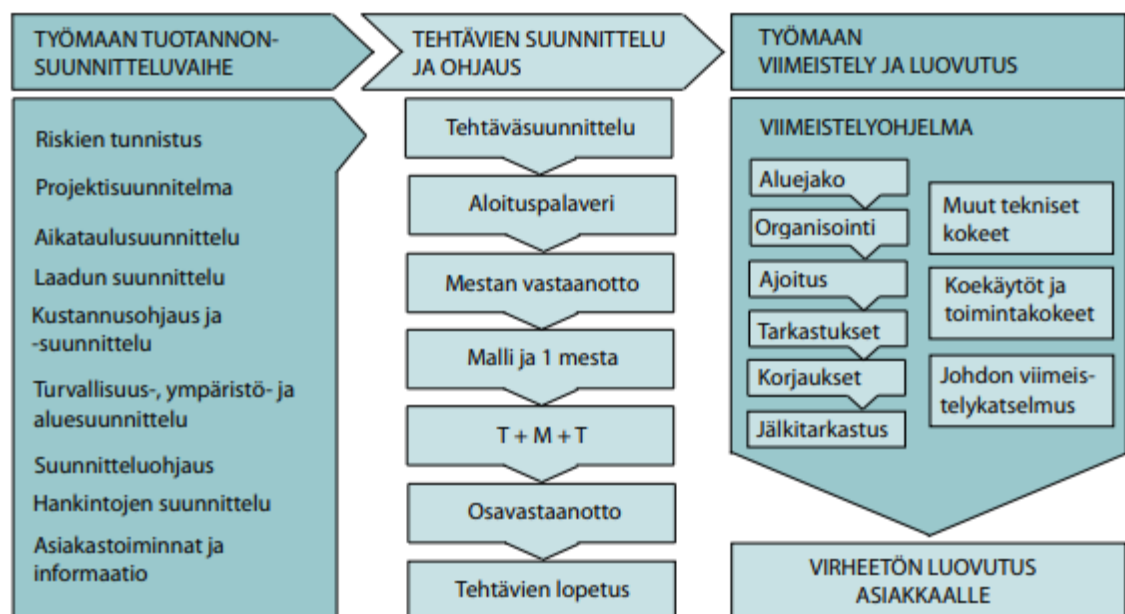 TYÖMAAN TUOTANNON-
SUUNNITTELUVAIHE
Riskien tunnistus
Projektisuunnitelma
Aikataulusuunnittelu
Laadun suunnittelu
Kustannusohjaus ja
-suunnittelu
Turvallisuus-, ympäristö- ja
aluesuunnittelu
Suunnitteluohjaus
Hankintojen suunnittelu
Asiakastoiminnat ja
informaatio
TEHTÄVIEN SUUNNITTELU
JA OHJAUS
Tehtäväsuunnittelu
Aloituspalaveri
Mestan vastaanotto
Malli ja 1 mesta
T + M + T
Osavastaanotto
Tehtävien lopetus
TYÖMAAN
VIIMEISTELY JA LUOVUTUS
VIIMEISTELYOHJELMA
Aluejako
Organisointi
Ajoitus
Tarkastukset
Korjaukset
Jälkitarkastus
Muut tekniset
kokeet
Koekäytöt ja
toimintakokeet
Johdon viimeis-
telykatselmus
VIRHEETÖN LUOVUTUS
ASIAKKAALLE